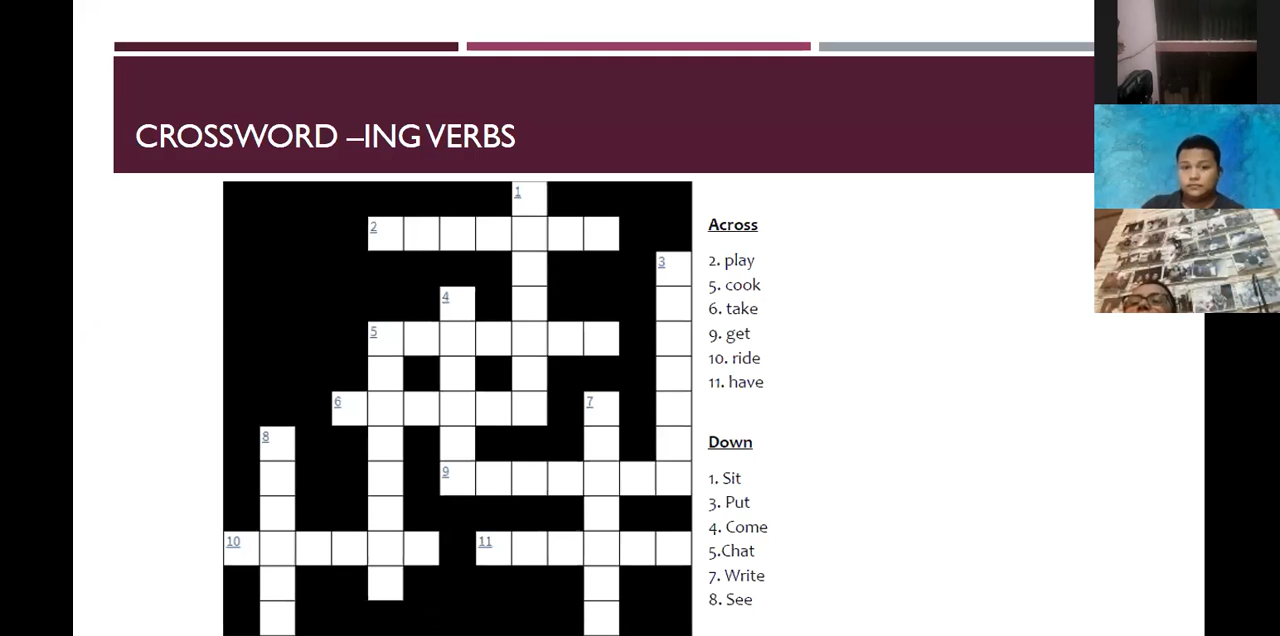 CROSSWORD –ING VERBS
1
2
3
4
5
6
7
8
9
10
11
Across
2. play
5. cook
6. take
9. get
10. ride
11. have
Down
1. Sit
3. Put
4. Come
5.Chat
7. Write
8. See